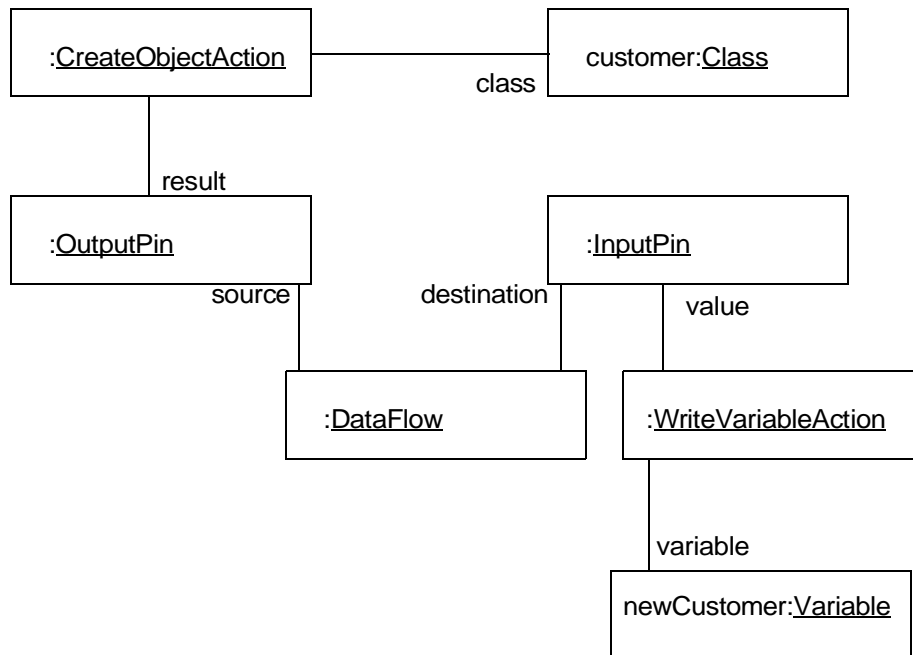 :CreateObjectAction
customer:Class
class
result
:OutputPin
:InputPin
source
destination
value
:DataFlow
:WriteVariableAction
variable
newCustomer:Variable